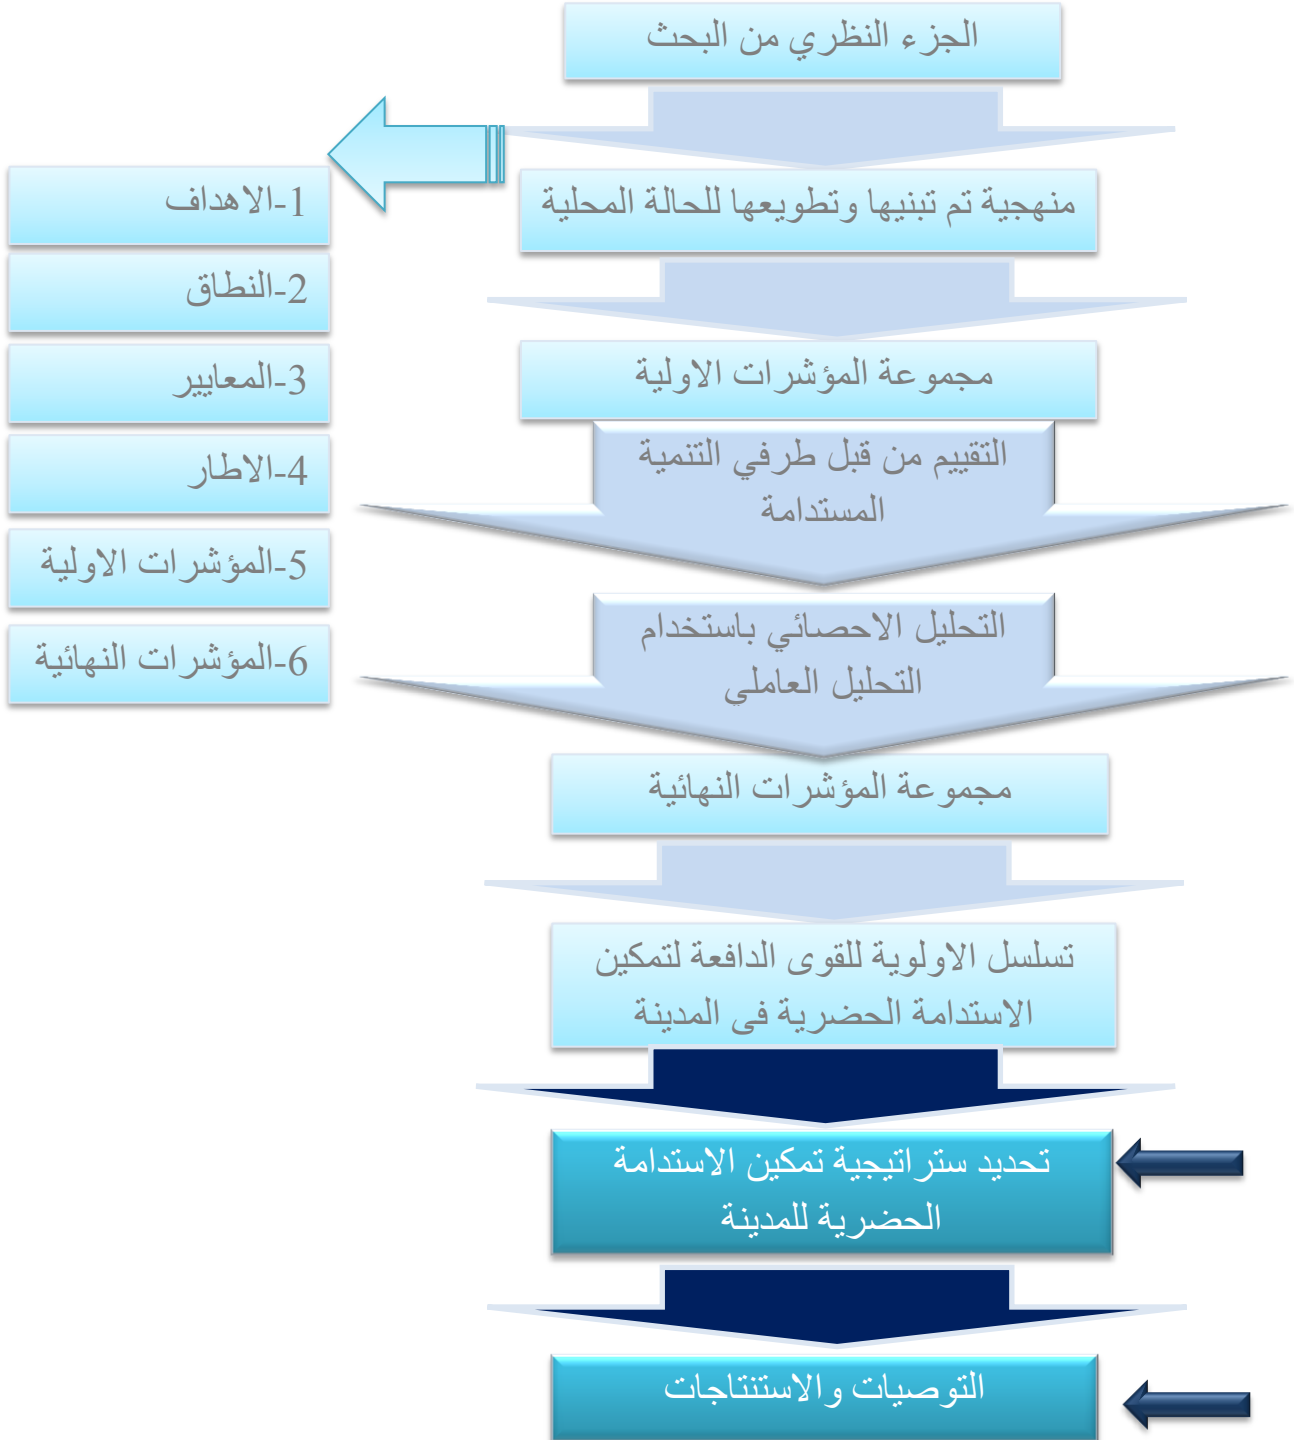 الجزء النظري من البحث
منهجية تم تبنيها وتطويعها للحالة المحلية
1-الاهداف
2-النطاق
3-المعايير
4-الاطار
5-المؤشرات الاولية
6-المؤشرات النهائية
مجموعة المؤشرات الاولية
التقييم من قبل طرفي التنمية
المستدامة
التحليل الاحصائي باستخدام
التحليل العاملي
مجموعة المؤشرات النهائية
تسلسل الاولوية للقوى الدافعة لتمكين
الاستدامة الحضرية في المدينة
تحديد ستراتيجية تمكين الاستدامة
الحضرية للمدينة
التوصيات والاستنتاجات